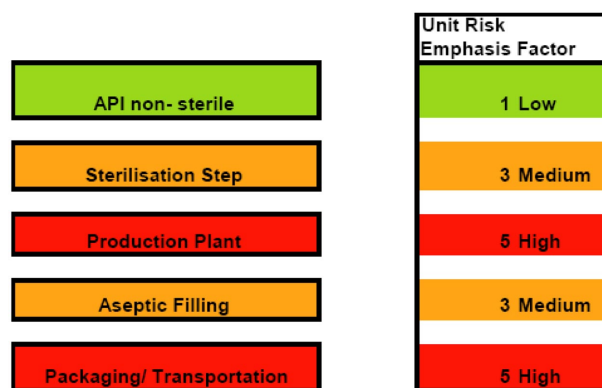 Unit Risk
Emphasis Factor
API non- sterile
1 Low
Sterilisation Step
3 Medium
Production Plant
5 High
Aseptic Filling
3 Medium
Packaging/ Transportation
5 High